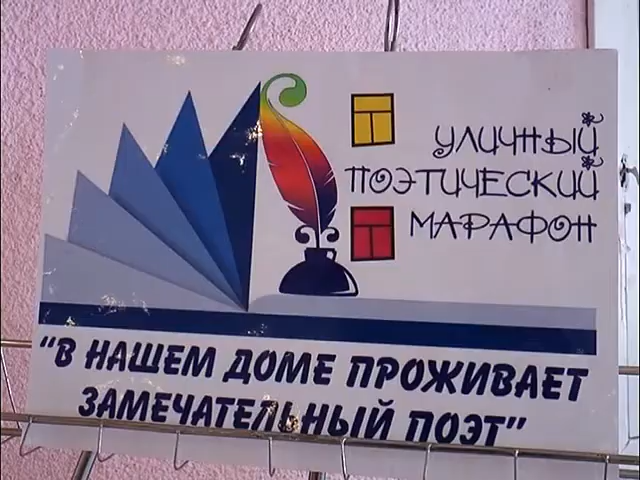 УЛИЧНЫЙ
ПОЭТИЧЕСКИЙ
МАРАФОН
"В НАШЕМ ДОМЕ ПРОЖИВАЕТ
ЗАМЕЧАТЕЛЬНЫЙ ПОЭТ"